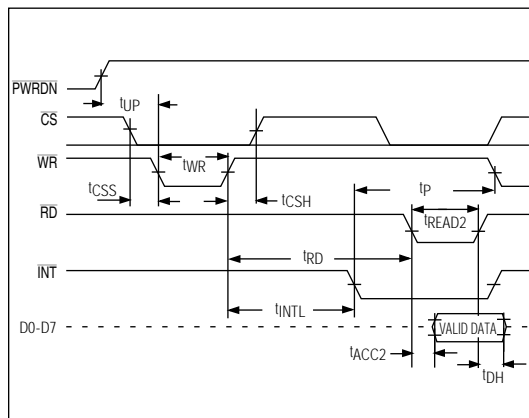 PWRDN
tUP
CS
WR
tWR
tCSS
tCSH
tP
RD
tREAD2
tRD
INT
tINTL
D0-D7
VALID DATA
tACC2
tDH